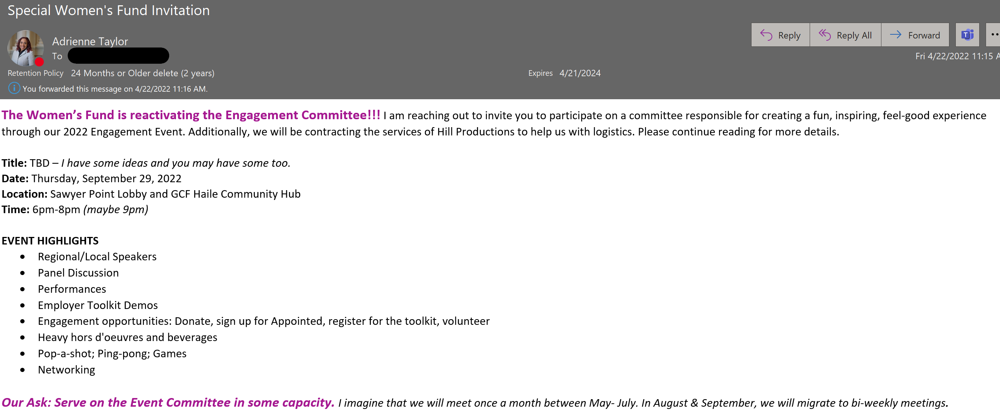 Special Women's Fund Invitation
Adrienne Taylor
Reply
Reply All
Forward
To
Fri 4/22/2022 11:15 A
Retention Policy 24 Months or Older delete (2 years)
Expires 4/21/2024
You forwarded this message on 4/22/2022 11:16 AM.
The Women’s Fund is reactivating the Engagement Committee!!! I am reaching out to invite you to participate on a committee responsible for creating a fun, inspiring, feel-good experience
through our 2022 Engagement Event. Additionally, we will be contracting the services of Hill Productions to help us with logistics. Please continue reading for more details.
Title: TBD – I have some ideas and you may have some too.
Date: Thursday, September 29, 2022
Location: Sawyer Point Lobby and GCF Haile Community Hub
Time: 6pm-8pm (maybe 9pm)
EVENT HIGHLIGHTS
• Regional/Local Speakers
• Panel Discussion
• Performances
• Employer Toolkit Demos
• Engagement opportunities: Donate, sign up for Appointed, register for the toolkit, volunteer
• Heavy hors d'oeuvres and beverages
• Pop-a-shot; Ping-pong; Games
• Networking
Our Ask: Serve on the Event Committee in some capacity. I imagine that we will meet once a month between May- July. In August & September, we will migrate to bi-weekly meetings.